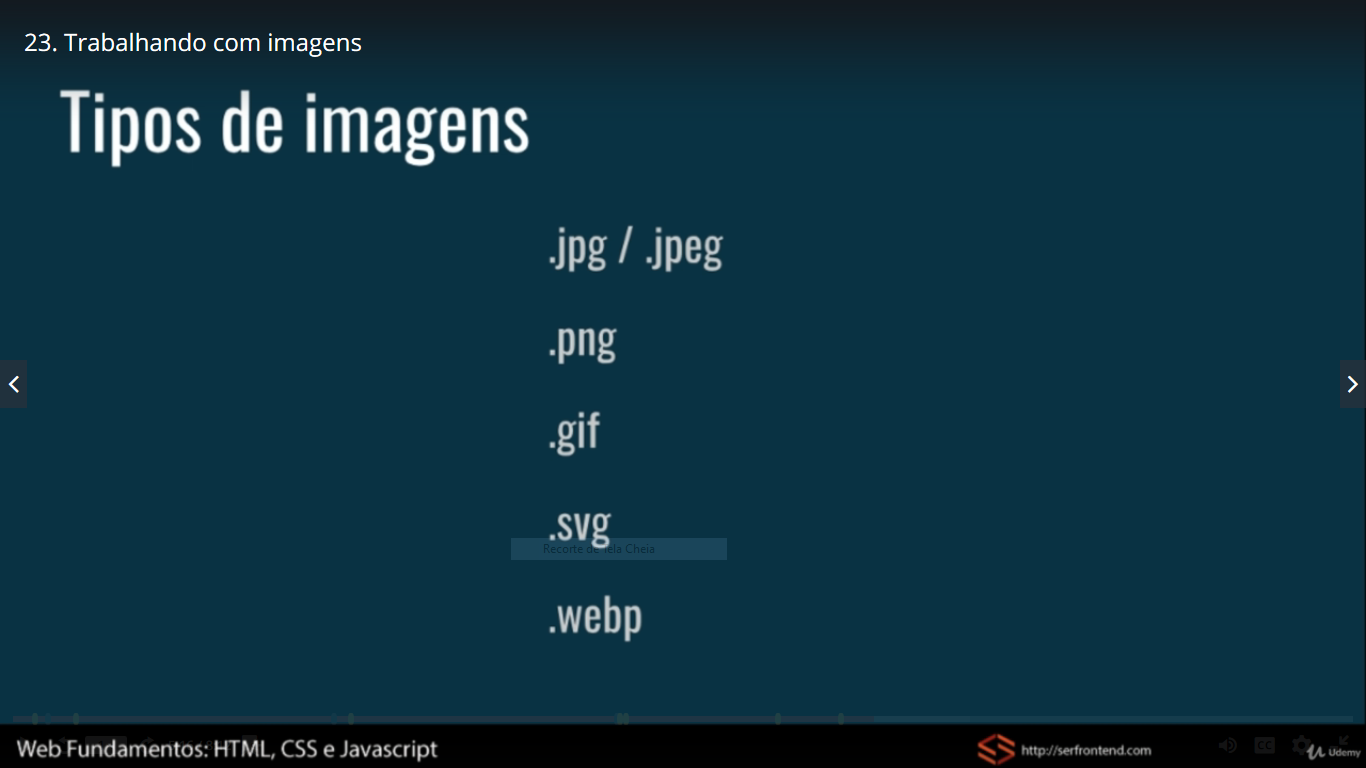 23. Trabalhando com imagens
Tipos de imagens
.jpg / .jpeg
.png
.gif
.svg
Recorte de Tela Cheia
.webp
Web Fundamentos: HTML, CSS e Javascript
http://serfrontend.com
CC
Udemy